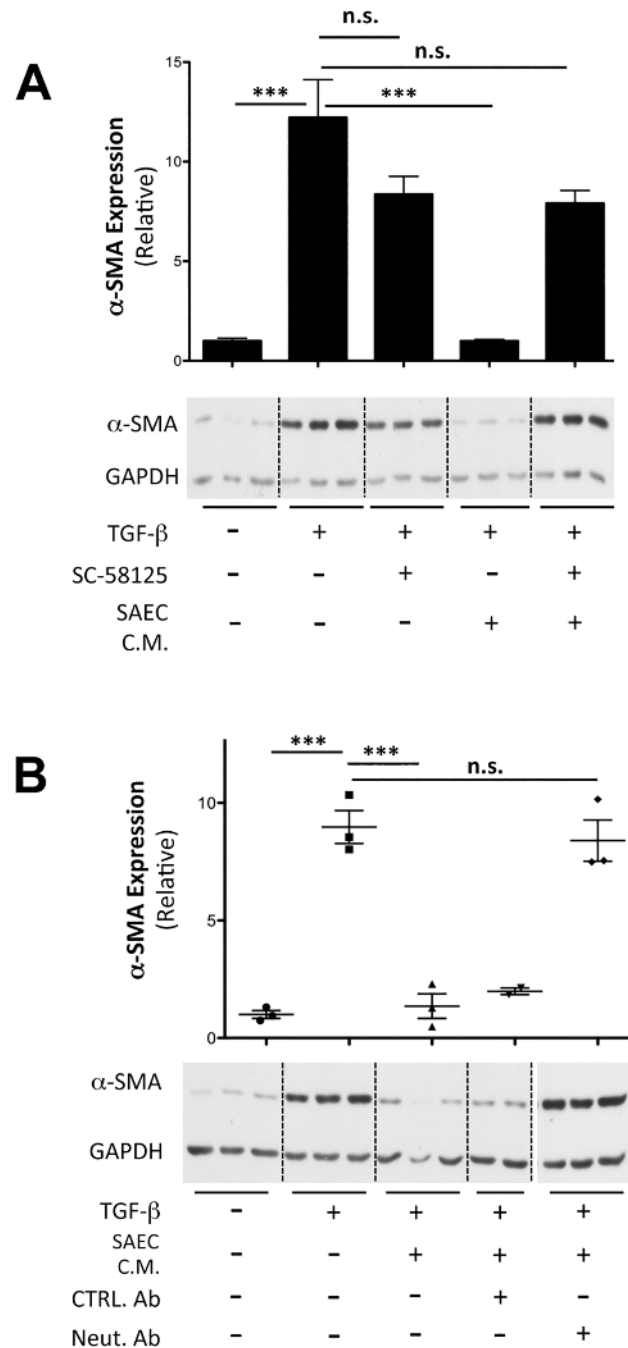 A
n.s.
n.s.
*** ***
15
10
5
0
α-SMA Expression
(Relative)
α-SMA
GAPDH
TGF-β - + + + +
SC-58125 - - + - +
SAEC
C.M. - - - + +
B
*** ***
n.s.
10
5
0
α-SMA Expression
(Relative)
α-SMA
GAPDH
TGF-β - + + + +
SAEC
C.M. - - + + +
CTRL. Ab - - - + -
Neut. Ab - - - - +